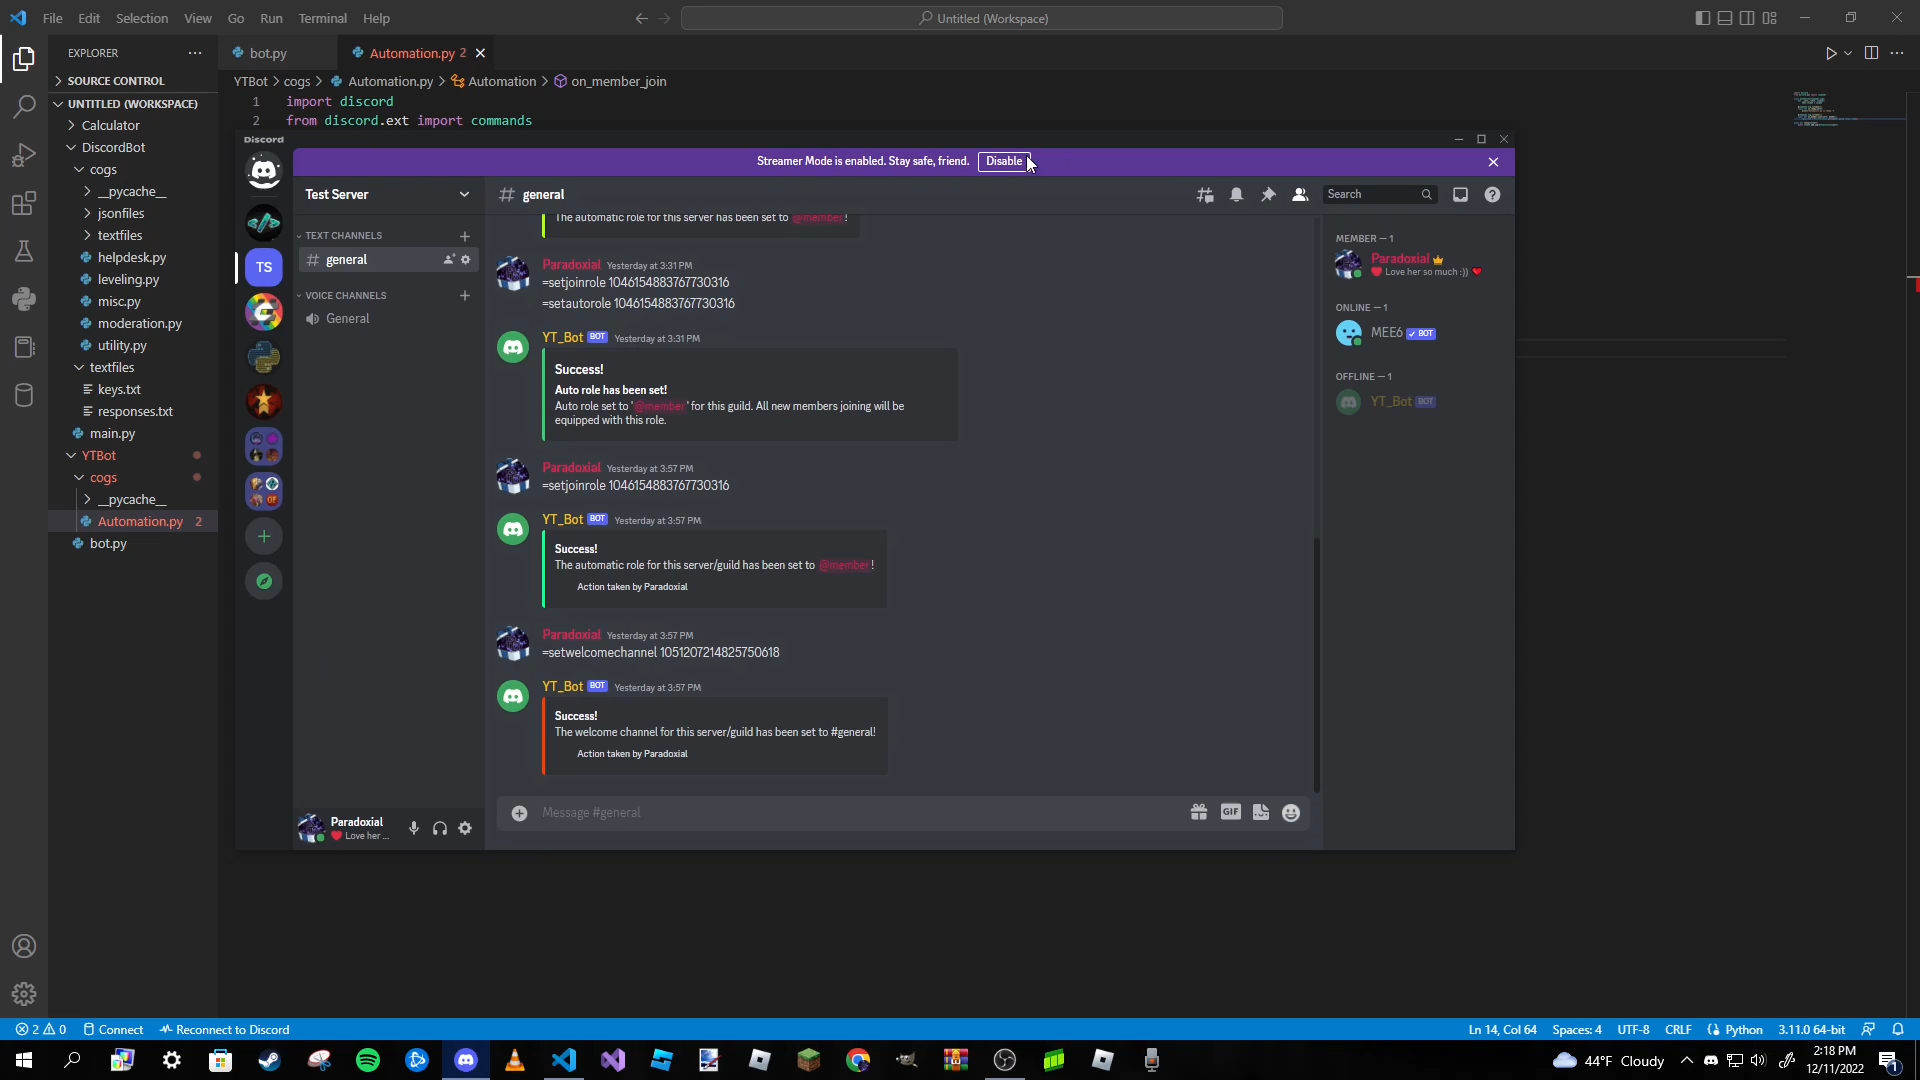 File Edit Selection View Go Run Terminal Help
Untitled (Workspace)
EXPLORER
bot.py
Automation.py 2
SOURCE CONTROL
YTBot > cogs > Automation.py > Automation > on_member_join
UNTITLED (WORKSPACE)
1 import discord
2 from discord.ext import commands
Calculator
DiscordBot
cogs
__pycache__
jsonfiles
textfiles
helpdesk.py
leveling.py
misc.py
moderation.py
utility.py
textfiles
keys.txt
responses.txt
main.py
YTBot
cogs
__pycache__
Automation.py 2
bot.py
Discord
Streamer Mode is enabled. Stay safe, friend. Disable
Test Server
general
Search
TEXT CHANNELS
general
VOICE CHANNELS
General
TS
The automatic role for this server has been set to @member!
Paradoxial Yesterday at 3:31 PM
=setjoinrole 1046154883767730316
=setautorole 1046154883767730316
YT_Bot BOT Yesterday at 3:31 PM
Success!
Auto role has been set!
Auto role set to '@member' for this guild. All new members joining will be
equipped with this role.
Paradoxial Yesterday at 3:57 PM
=setjoinrole 1046154883767730316
YT_Bot BOT Yesterday at 3:57 PM
Success!
The automatic role for this server/guild has been set to @member!
Action taken by Paradoxial
Paradoxial Yesterday at 3:57 PM
=setwelcomechannel 1051207214825750618
YT_Bot BOT Yesterday at 3:57 PM
Success!
The welcome channel for this server/guild has been set to #general!
Action taken by Paradoxial
Message #general
GIF
MEMBER — 1
Paradoxial
Love her so much :))
ONLINE — 1
MEE6 BOT
OFFLINE — 1
YT_Bot BOT
Paradoxial
Love her ...
2 0 Connect Reconnect to Discord
Ln 14, Col 64 Spaces: 4 UTF-8 CRLF Python 3.11.0 64-bit
44°F Cloudy
2:18 PM
12/11/2022
1